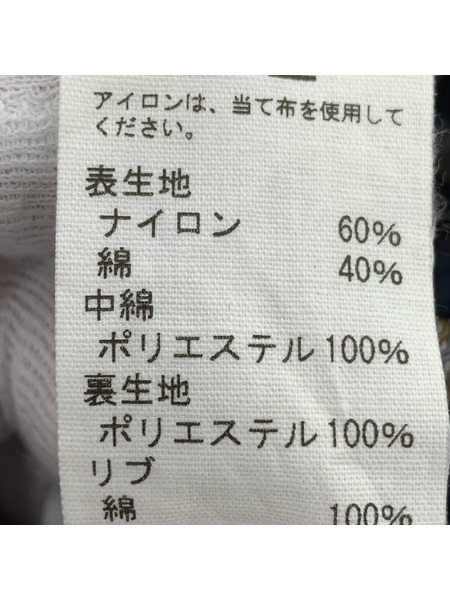 アイロンは、当て布を使用して
ください。
表生地
ナイロン 60%
綿 40%
中綿
ポリエステル 100%
裏生地
ポリエステル 100%
リブ
綿 100%